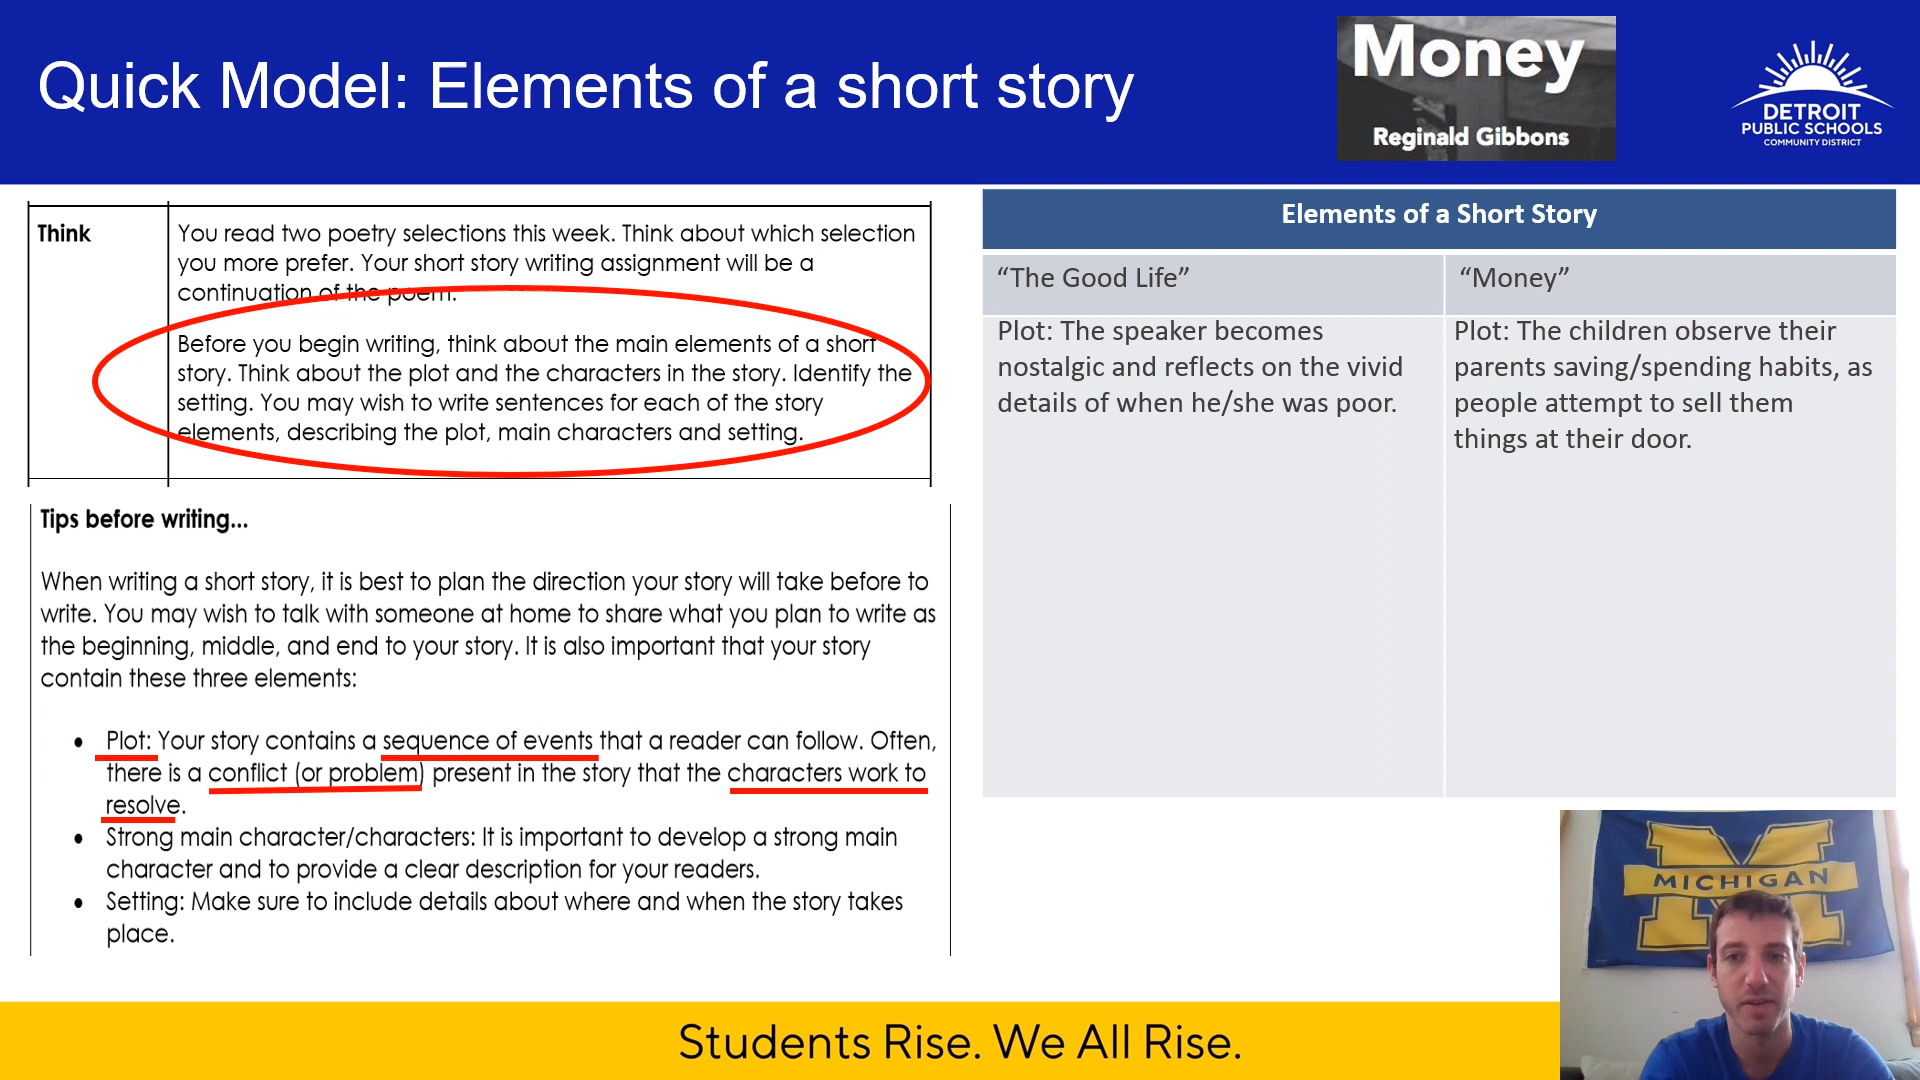 Quick Model: Elements of a short story
Money
Reginald Gibbons
DETROIT
PUBLIC SCHOOLS
COMMUNITY DISTRICT
Think
You read two poetry selections this week. Think about which selection
you more prefer. Your short story writing assignment will be a
continuation of the poem.
Before you begin writing, think about the main elements of a short
story. Think about the plot and the characters in the story. Identify the
setting. You may wish to write sentences for each of the story
elements, describing the plot, main characters and setting.
Tips before writing...
When writing a short story, it is best to plan the direction your story will take before to
write. You may wish to talk with someone at home to share what you plan to write as
the beginning, middle, and end to your story. It is also important that your story
contain these three elements:
• Plot: Your story contains a sequence of events that a reader can follow. Often,
there is a conflict (or problem) present in the story that the characters work to
resolve.
• Strong main character/characters: It is important to develop a strong main
character and to provide a clear description for your readers.
• Setting: Make sure to include details about where and when the story takes
place.
Elements of a Short Story
“The Good Life”
“Money”
Plot: The speaker becomes
nostalgic and reflects on the vivid
details of when he/she was poor.
Plot: The children observe their
parents saving/spending habits, as
people attempt to sell them
things at their door.
M
MICHIGAN
Students Rise. We All Rise.